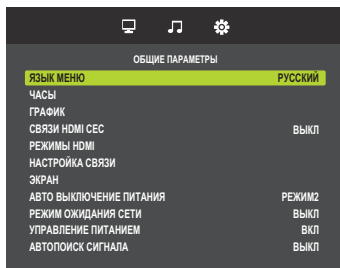 ОБЩИЕ ПАРАМЕТРЫ
ЯЗЫК МЕНЮ РУССКИЙ
ЧАСЫ
ГРАФИК
СВЯЗИ HDMI CEC ВЫКЛ
РЕЖИМЫ HDMI
НАСТРОЙКА СВЯЗИ
ЭКРАН
АВТО ВЫКЛЮЧЕНИЕ ПИТАНИЯ РЕЖИМ2
РЕЖИМ ОЖИДАНИЯ СЕТИ ВЫКЛ
УПРАВЛЕНИЕ ПИТАНИЕМ ВКЛ
АВТОПОИСК СИГНАЛА ВЫКЛ